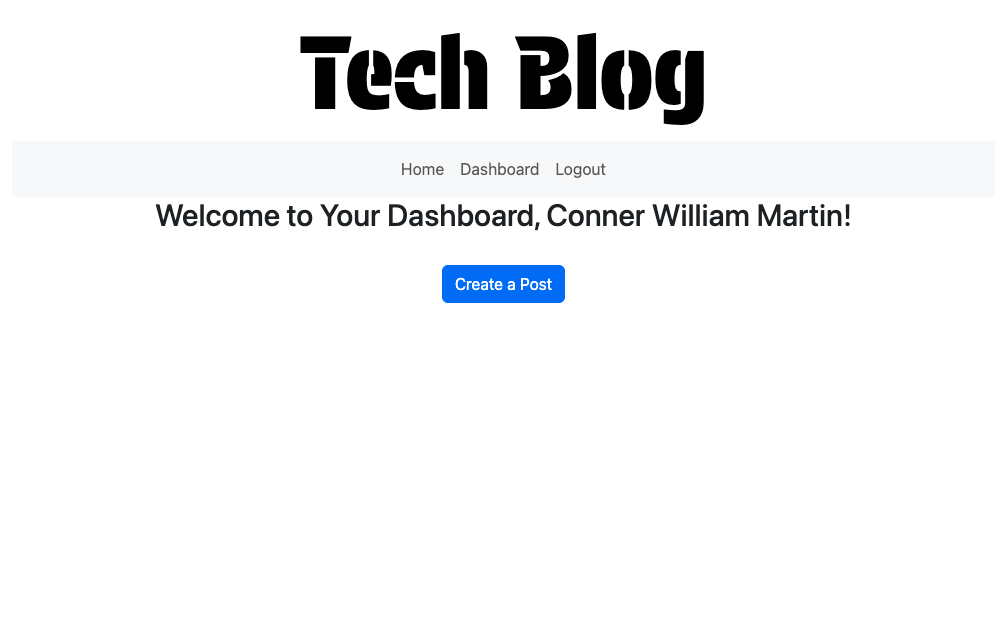 Tech Blog
Home Dashboard Logout
Welcome to Your Dashboard, Conner William Martin!
Create a Post